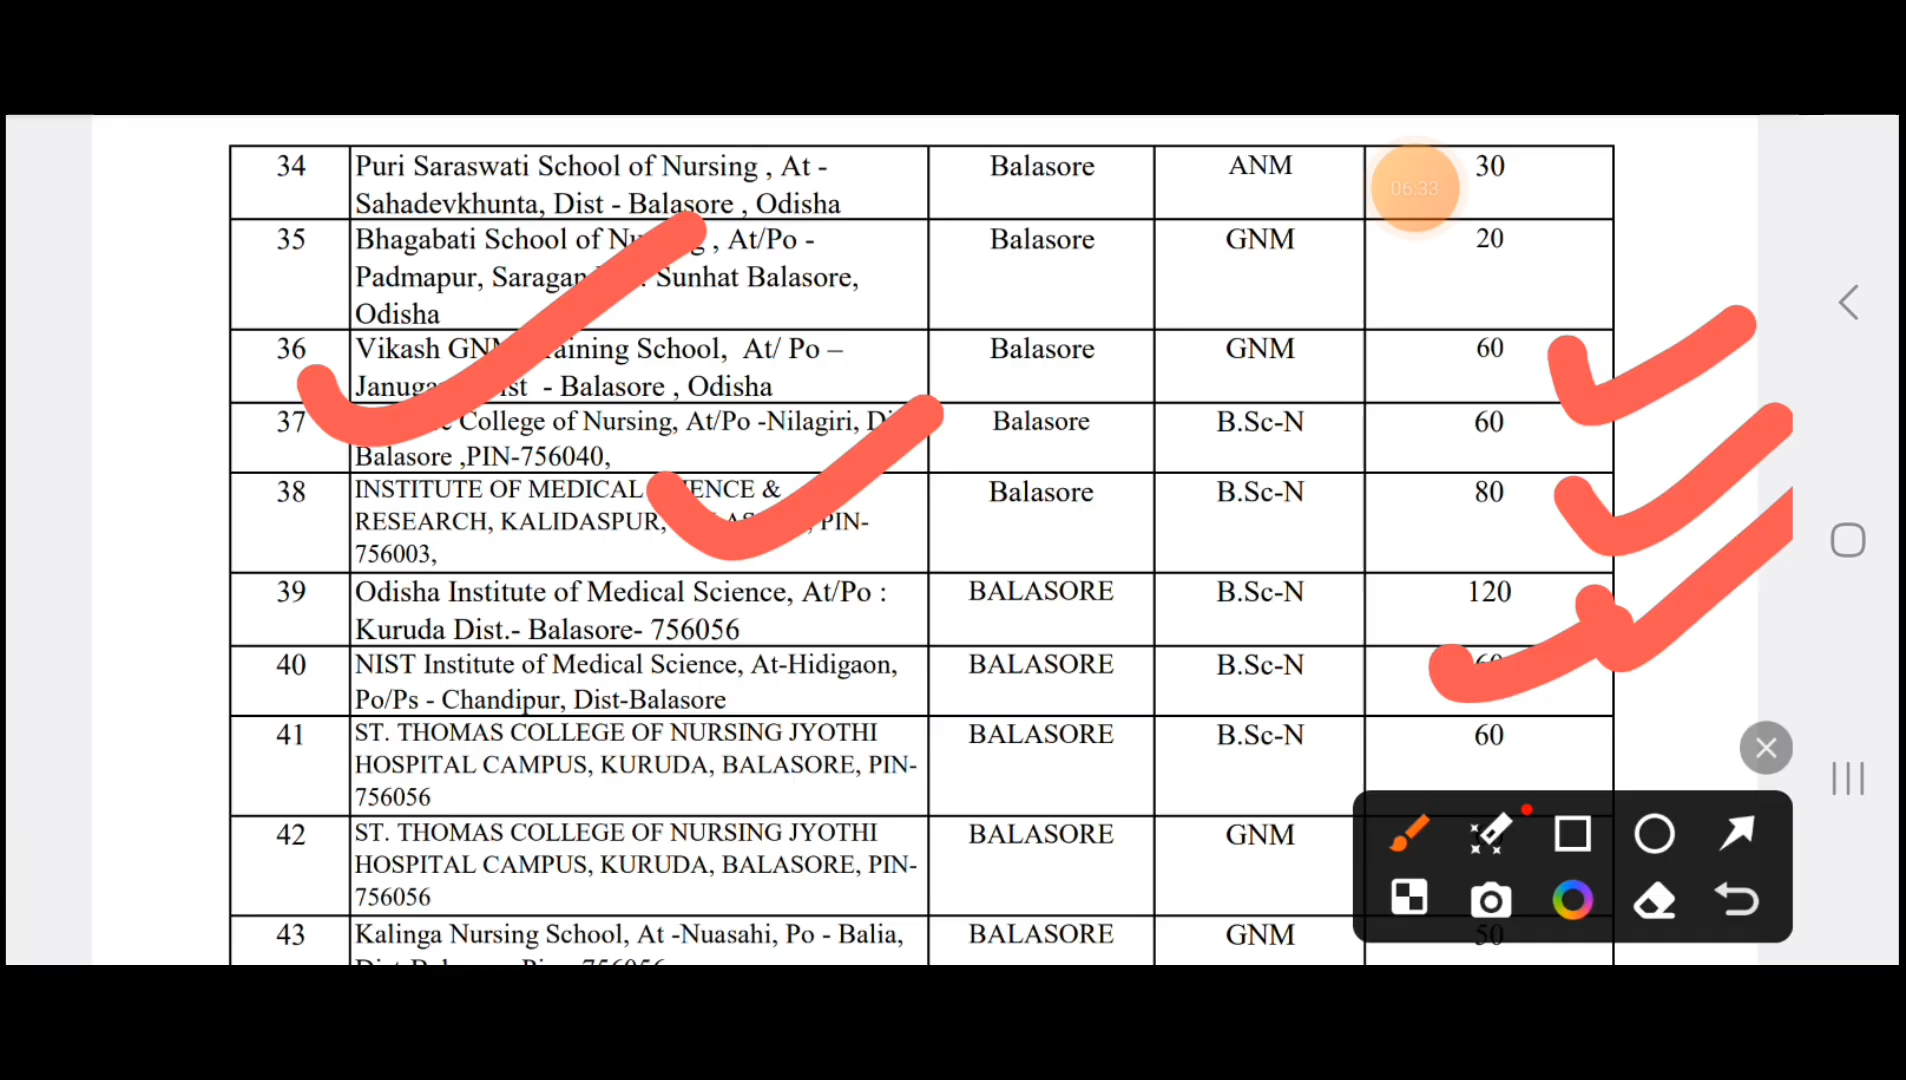 34 Puri Saraswati School of Nursing , At - Balasore ANM 06:33 30
Sahadevkhunta, Dist - Balasore , Odisha
35 Bhagabati School of , At/Po - Balasore GNM 20
Padmapur, Sunhat Balasore,
Odisha
36 Vikash School, At/ Po – Balasore GNM 60
- Balasore , Odisha
37 College of Nursing, At/Po -Nilagiri, Balasore B.Sc-N 60
Balasore ,PIN-756040,
38 INSTITUTE OF MEDICAL & Balasore B.Sc-N 80
RESEARCH, KALIDASPUR, PIN-
756003,
39 Odisha Institute of Medical Science, At/Po : BALASORE B.Sc-N 120
Kuruda Dist.- Balasore- 756056
40 NIST Institute of Medical Science, At-Hidigaon, BALASORE B.Sc-N
Po/Ps - Chandipur, Dist-Balasore
41 ST. THOMAS COLLEGE OF NURSING JYOTHI BALASORE B.Sc-N 60
HOSPITAL CAMPUS, KURUDA, BALASORE, PIN-
756056
42 ST. THOMAS COLLEGE OF NURSING JYOTHI BALASORE GNM
HOSPITAL CAMPUS, KURUDA, BALASORE, PIN-
756056
43 Kalinga Nursing School, At -Nuasahi, Po - Balia, BALASORE GNM 50